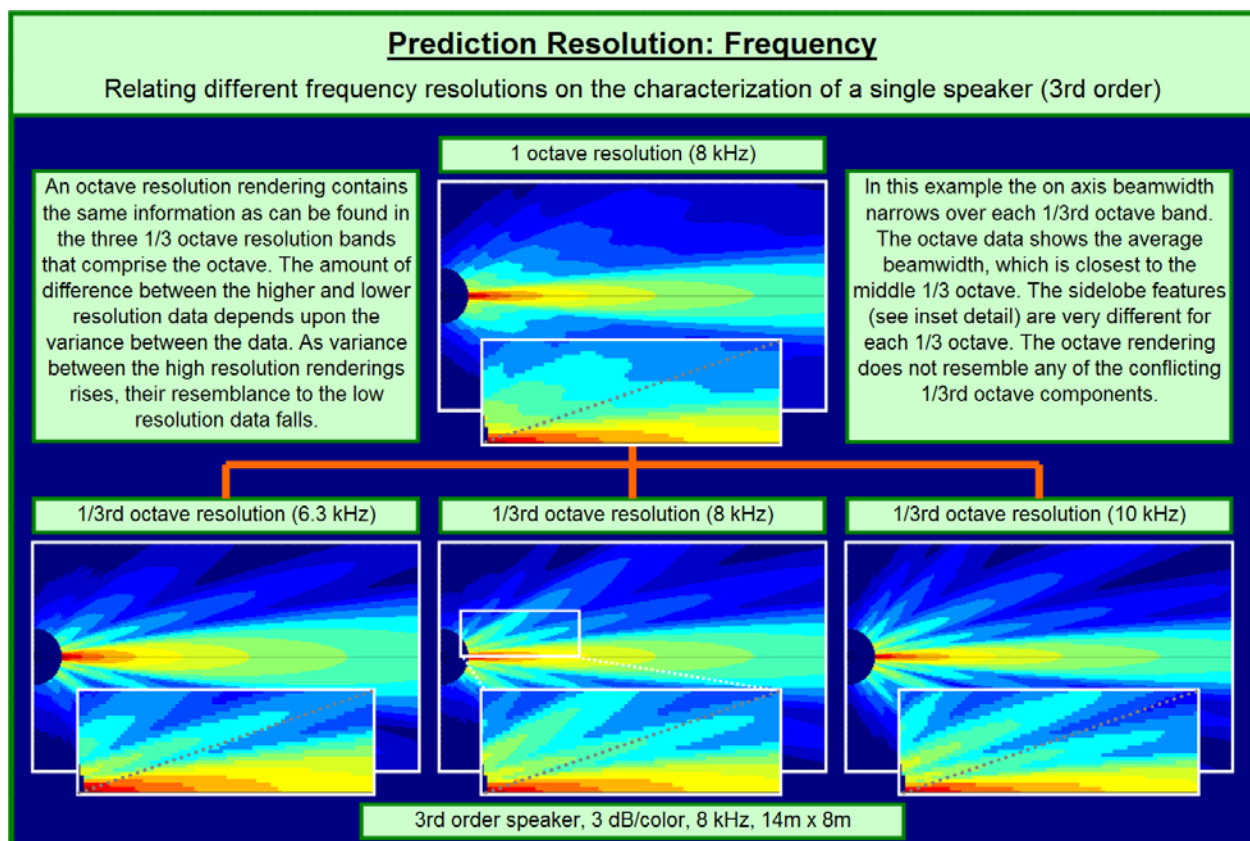 Prediction Resolution: Frequency
Relating different frequency resolutions on the characterization of a single speaker (3rd order)
1 octave resolution (8 kHz)
An octave resolution rendering contains
the same information as can be found in
the three 1/3 octave resolution bands
that comprise the octave. The amount of
difference between the higher and lower
resolution data depends upon the
variance between the data. As variance
between the high resolution renderings
rises, their resemblance to the low
resolution data falls.
In this example the on axis beamwidth
narrows over each 1/3rd octave band.
The octave data shows the average
beamwidth, which is closest to the
middle 1/3 octave. The sidelobe features
(see inset detail) are very different for
each 1/3 octave. The octave rendering
does not resemble any of the conflicting
1/3rd octave components.
1/3rd octave resolution (6.3 kHz)
1/3rd octave resolution (8 kHz)
1/3rd octave resolution (10 kHz)
3rd order speaker, 3 dB/color, 8 kHz, 14m x 8m